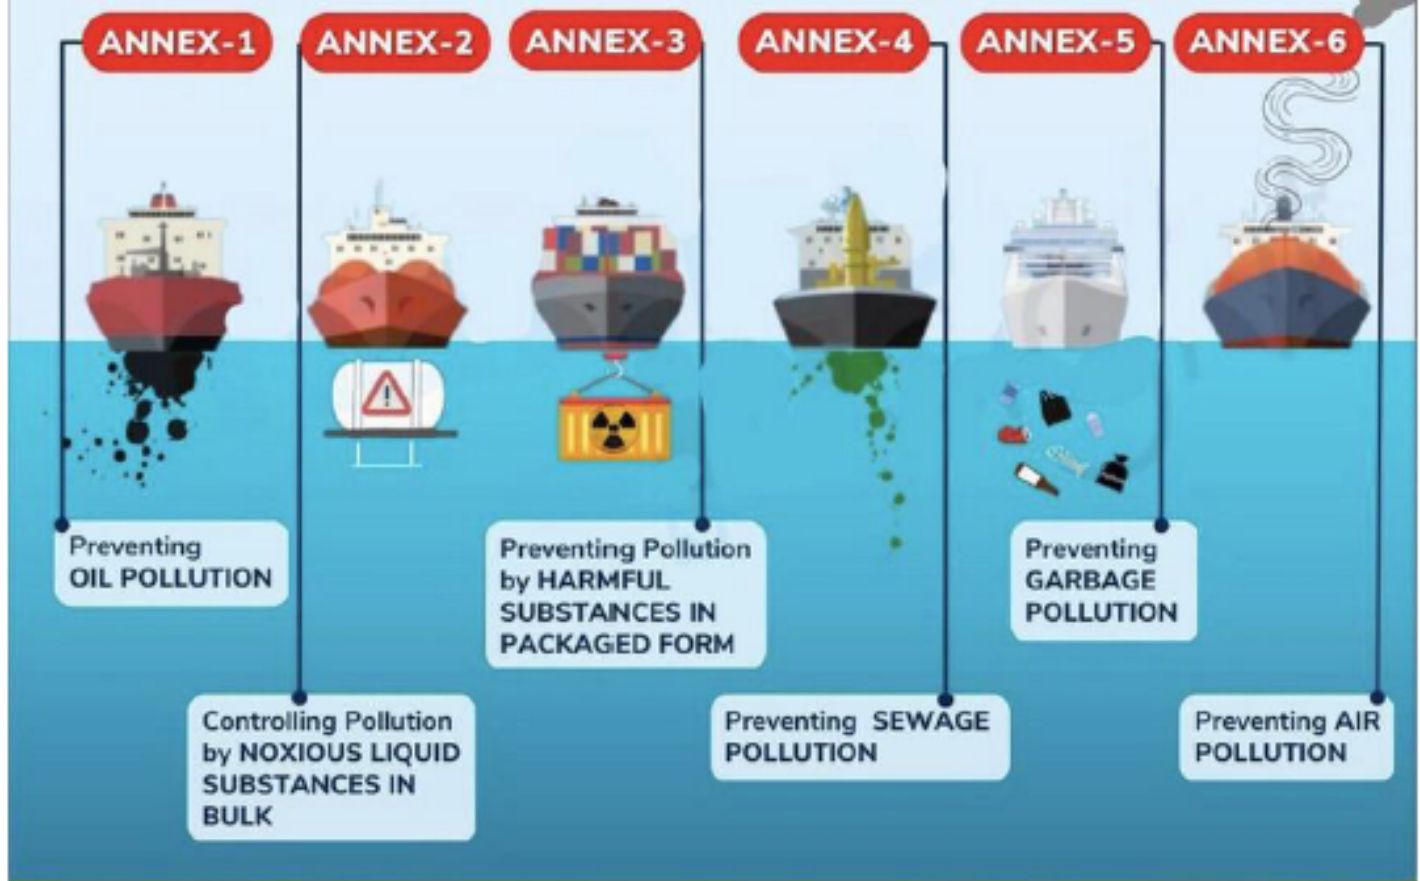 ANNEX-1
ANNEX-2
ANNEX-3
ANNEX-4
ANNEX-5
ANNEX-6
Preventing
OIL POLLUTION
Controlling Pollution
by NOXIOUS LIQUID
SUBSTANCES IN
BULK
Preventing Pollution
by HARMFUL
SUBSTANCES IN
PACKAGED FORM
Preventing SEWAGE
POLLUTION
Preventing
GARBAGE
POLLUTION
Preventing AIR
POLLUTION